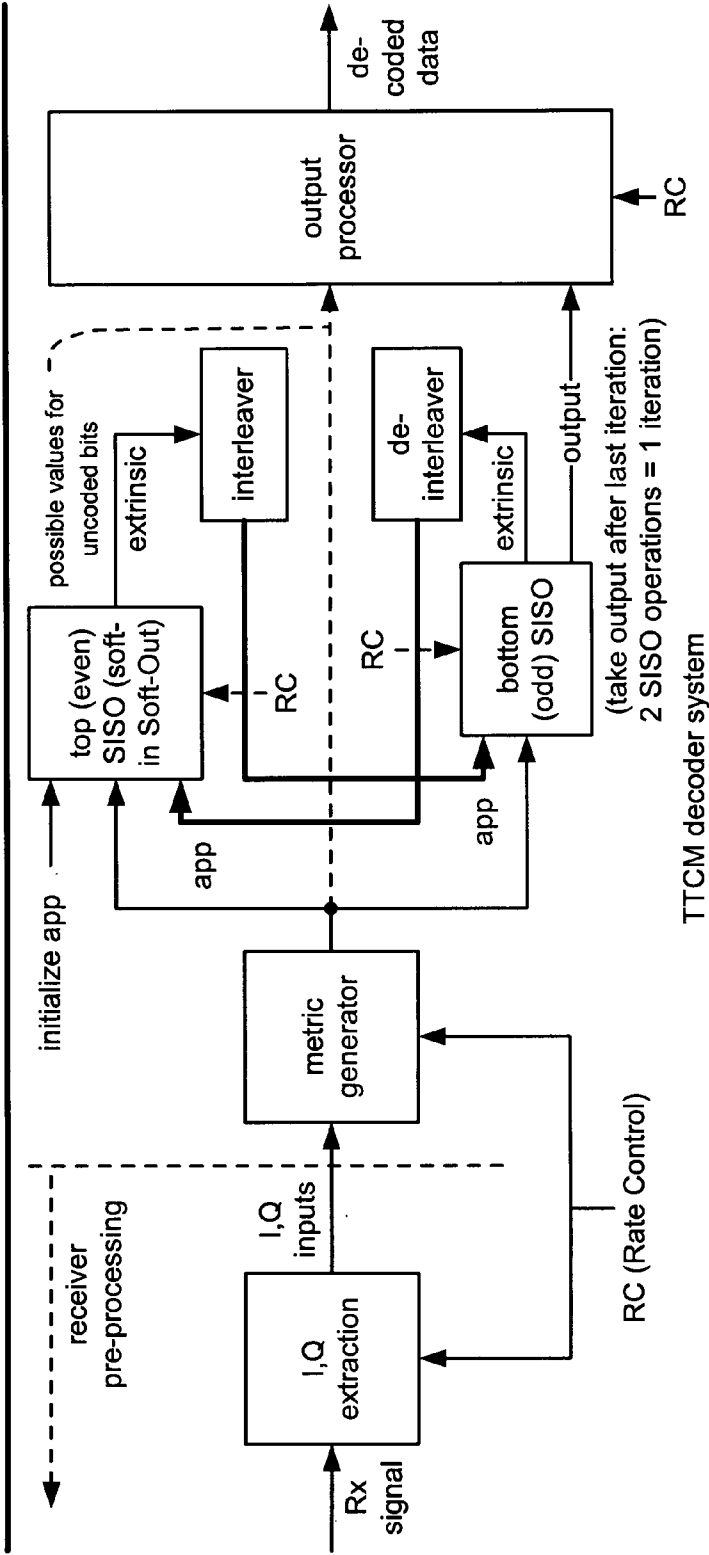 receiver
pre-processing
Rx
signal
I,Q
extraction
I,Q
inputs
RC (Rate Control)
metric
generator
initialize app
top (even)
SISO (soft-
in Soft-Out)
app
RC
possible values for
uncoded bits
extrinsic
interleaver
app
RC
bottom
(odd) SISO
extrinsic
de-
interleaver
output
(take output after last iteration:
2 SISO operations = 1 iteration)
output
processor
RC
de-
coded
data
TTCM decoder system